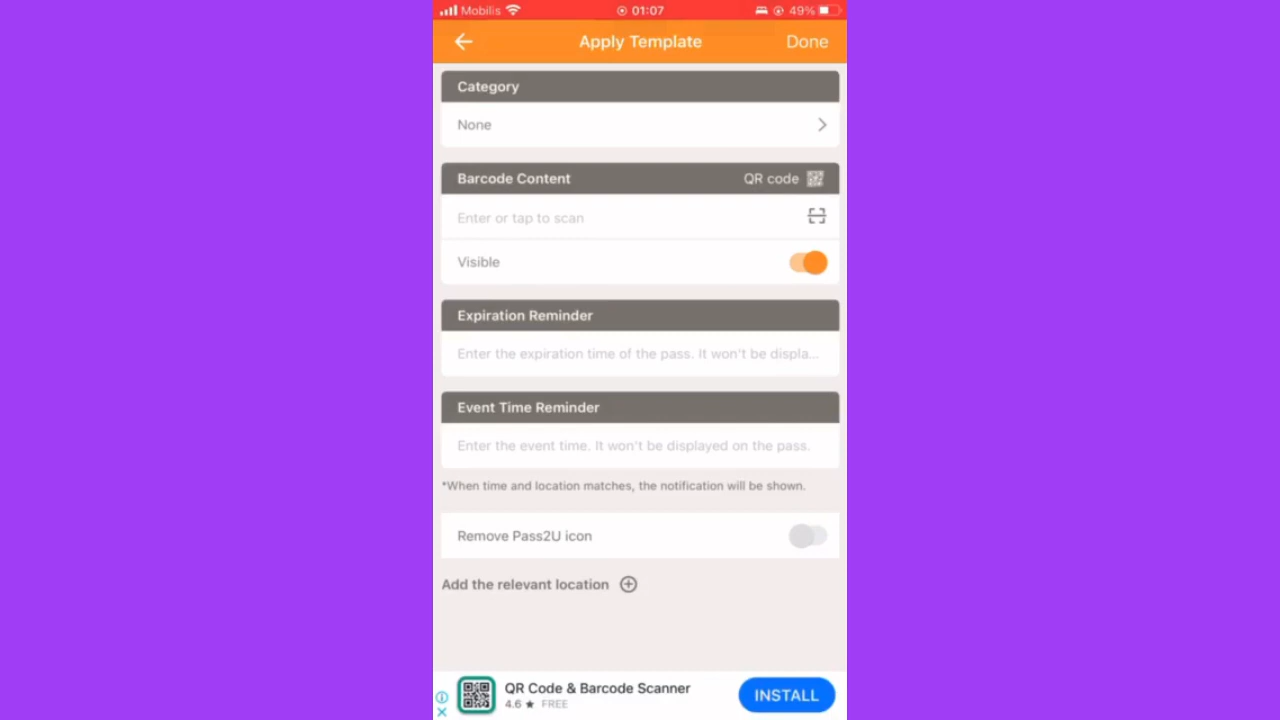 Mobilis 01:07 49%
Apply Template Done
Category
None
Barcode Content QR code
Enter or tap to scan
Visible
Expiration Reminder
Enter the expiration time of the pass. It won't be displa...
Event Time Reminder
Enter the event time. It won't be displayed on the pass.
*When time and location matches, the notification will be shown.
Remove Pass2U icon
Add the relevant location
QR Code & Barcode Scanner
4.6 ★ FREE
INSTALL